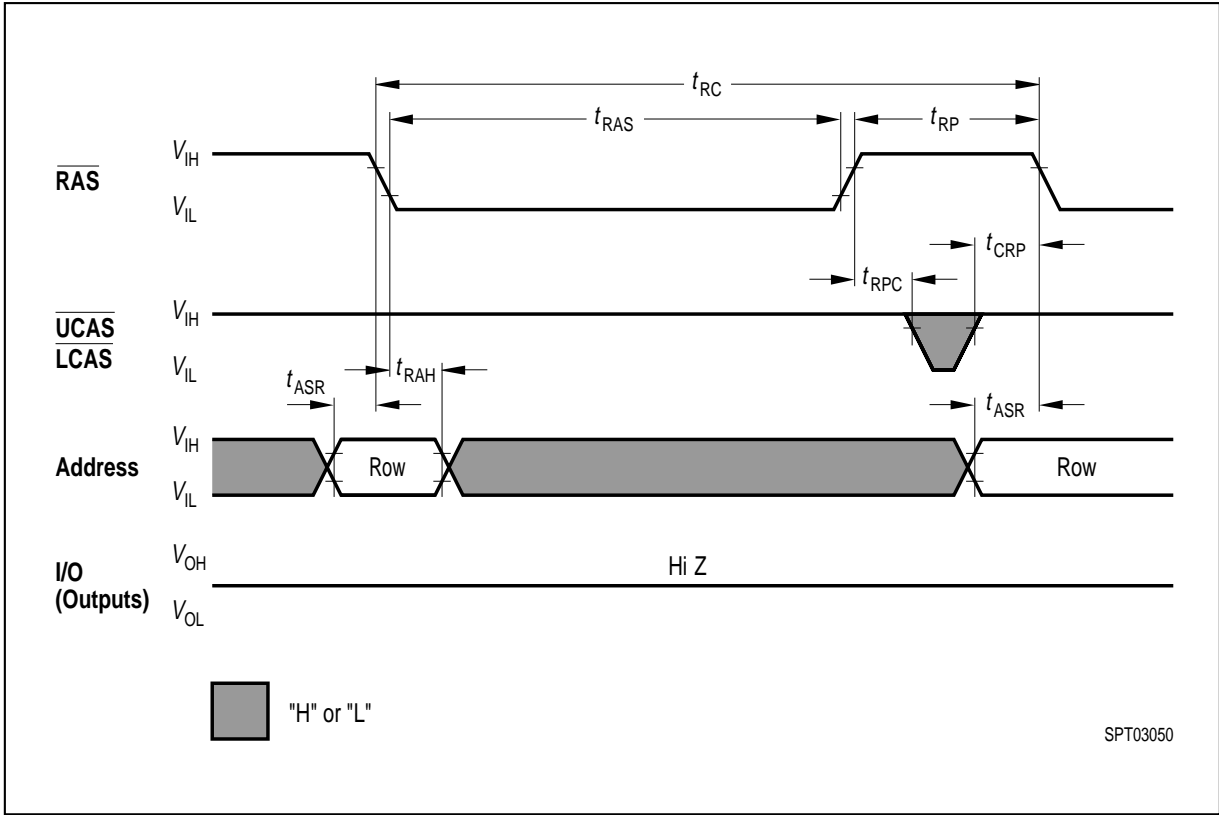 tRC
tRAS
tRP
RAS
VIH
VIL
tCRP
tRPC
UCAS
LCAS
VIH
VIL
tASR
tRAH
tASR
Address
VIH
VIL
Row
Row
I/O
(Outputs)
VOH
VOL
Hi Z
"H" or "L"
SPT03050